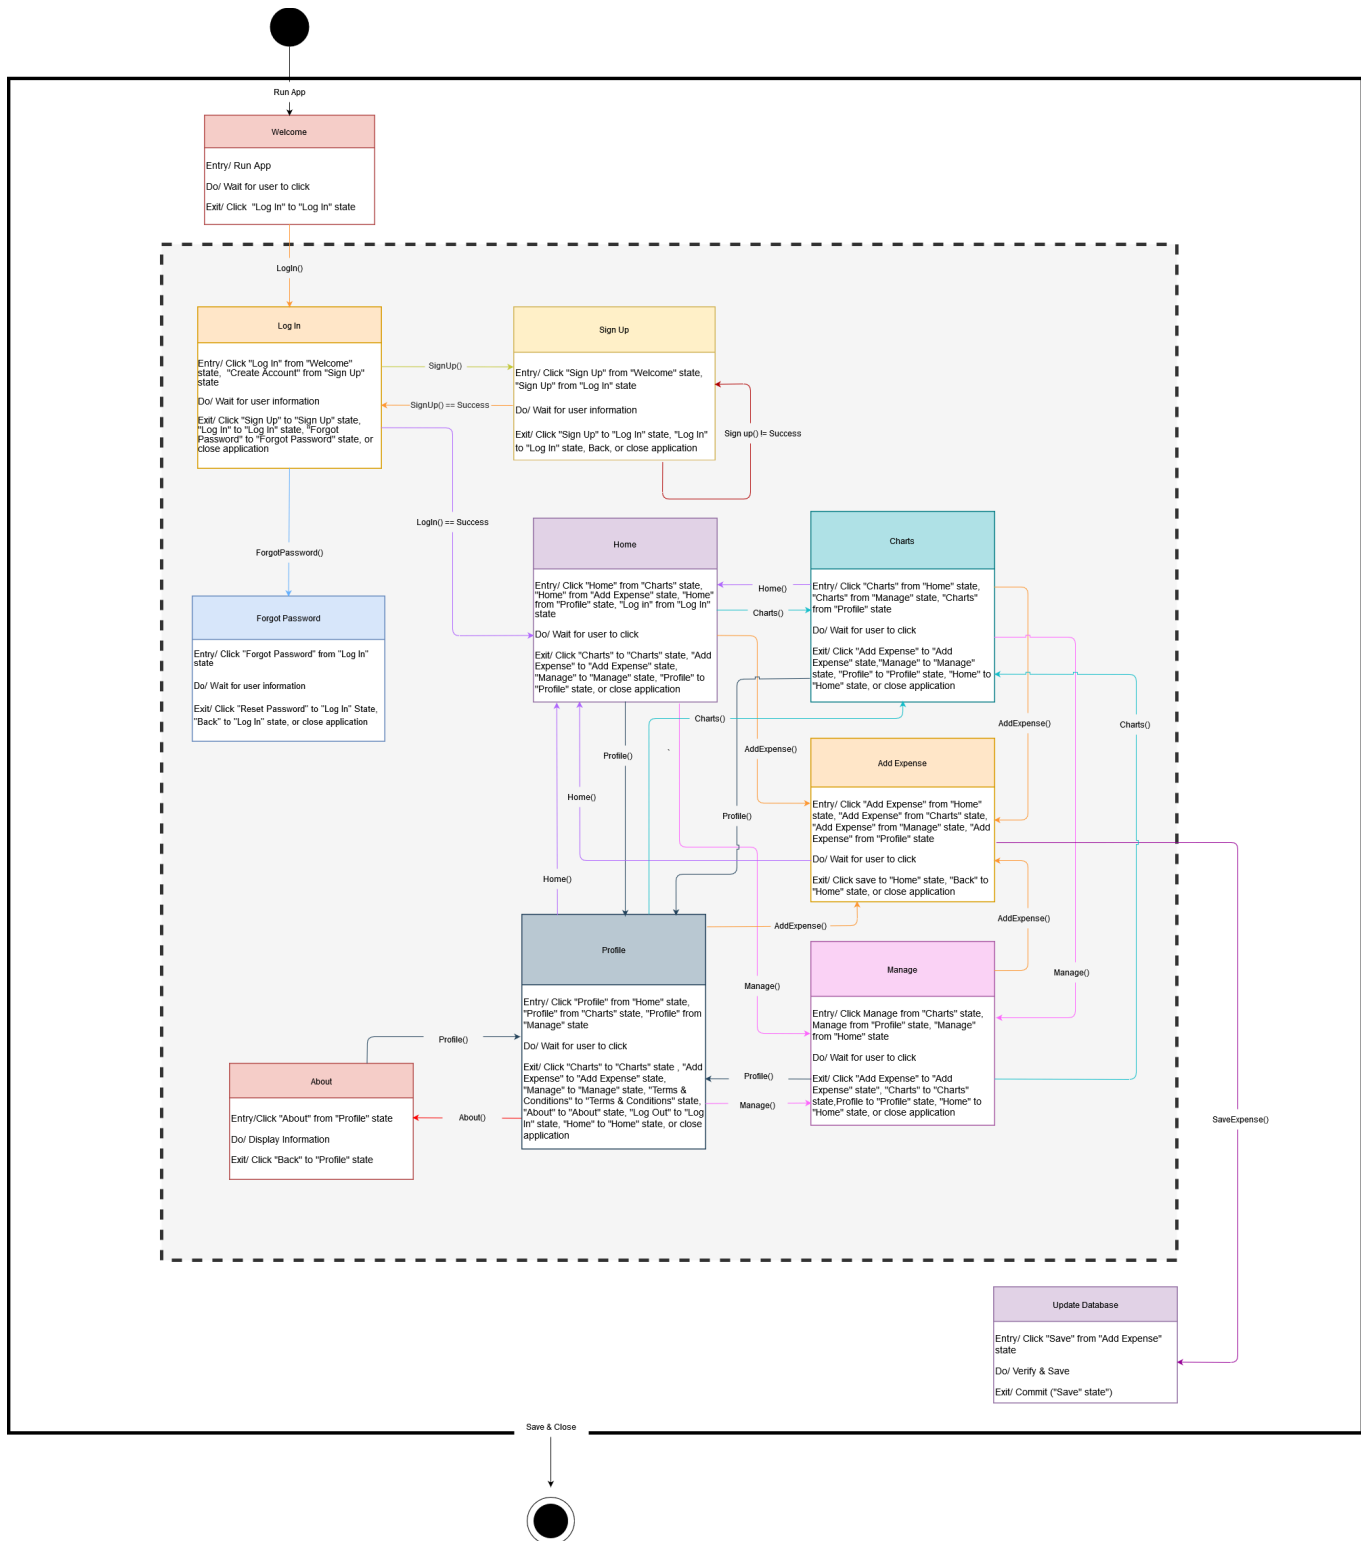 Run App
Welcome
Entry/ Run App
Do/ Wait for user to click
Exit/ Click  "Log In" to "Log In" state
LogIn()
Log In
Entry/ Click "Log In" from "Welcome"
state,  "Create Account" from "Sign Up"
state
Do/ Wait for user information
Exit/ Click "Sign Up" to "Sign Up" state,
"Log In" to "Log In" state, "Forgot
Password" to "Forgot Password" state, or
close application
SignUp()
SignUp() == Success
Sign Up
Entry/ Click "Sign Up" from "Welcome" state,
"Sign Up" from "Log In" state
Do/ Wait for user information
Exit/ Click "Sign Up" to "Log In" state, "Log In"
to "Log In" state, Back, or close application
Sign up() != Success
LogIn() == Success
ForgotPassword()
Forgot Password
Entry/ Click "Forgot Password" from "Log In"
state
Do/ Wait for user information
Exit/ Click "Reset Password" to "Log In" State,
"Back" to "Log In" state, or close application
Home
Entry/ Click "Home" from "Charts" state,
"Home" from "Add Expense" state, "Home"
from "Profile" state, "Log in" from "Log In"
state
Do/ Wait for user to click
Exit/ Click "Charts" to "Charts" state, "Add
Expense" to "Add Expense" state,
"Manage" to "Manage" state, "Profile" to
"Profile" state, or close application
Home()
Charts()
Charts
Entry/ Click "Charts" from "Home" state,
"Charts" from "Manage" state, "Charts"
from "Profile" state
Do/ Wait for user to click
Exit/ Click "Add Expense" to "Add
Expense" state,"Manage" to "Manage"
state, "Profile" to "Profile" state, "Home" to
"Home" state, or close application
Charts()
AddExpense()
Charts()
Profile()
AddExpense()
Home()
Profile()
Add Expense
Entry/ Click "Add Expense" from "Home"
state, "Add Expense" from "Charts" state,
"Add Expense" from "Manage" state, "Add
Expense" from "Profile" state
Do/ Wait for user to click
Exit/ Click save to "Home" state, "Back" to
"Home" state, or close application
Home()
AddExpense()
AddExpense()
Manage()
Manage()
Profile
Entry/ Click "Profile" from "Home" state,
"Profile" from "Charts" state, "Profile" from
"Manage" state
Do/ Wait for user to click
Exit/ Click "Charts" to "Charts" state , "Add
Expense" to "Add Expense" state,
"Manage" to "Manage" state, "Terms &
Conditions" to "Terms & Conditions" state,
"About" to "About" state, "Log Out" to "Log
In" state, "Home" to "Home" state, or close
application
Manage
Entry/ Click Manage from "Charts" state,
Manage from "Profile" state, "Manage"
from "Home" state
Do/ Wait for user to click
Exit/ Click "Add Expense" to "Add
Expense" state", "Charts" to "Charts"
state,Profile to "Profile" state, "Home" to
"Home" state, or close application
Profile()
Profile()
Manage()
About()
About
Entry/Click "About" from "Profile" state
Do/ Display Information
Exit/ Click "Back" to "Profile" state
SaveExpense()
Update Database
Entry/ Click "Save" from "Add Expense"
state
Do/ Verify & Save
Exit/ Commit ("Save" state")
Save & Close